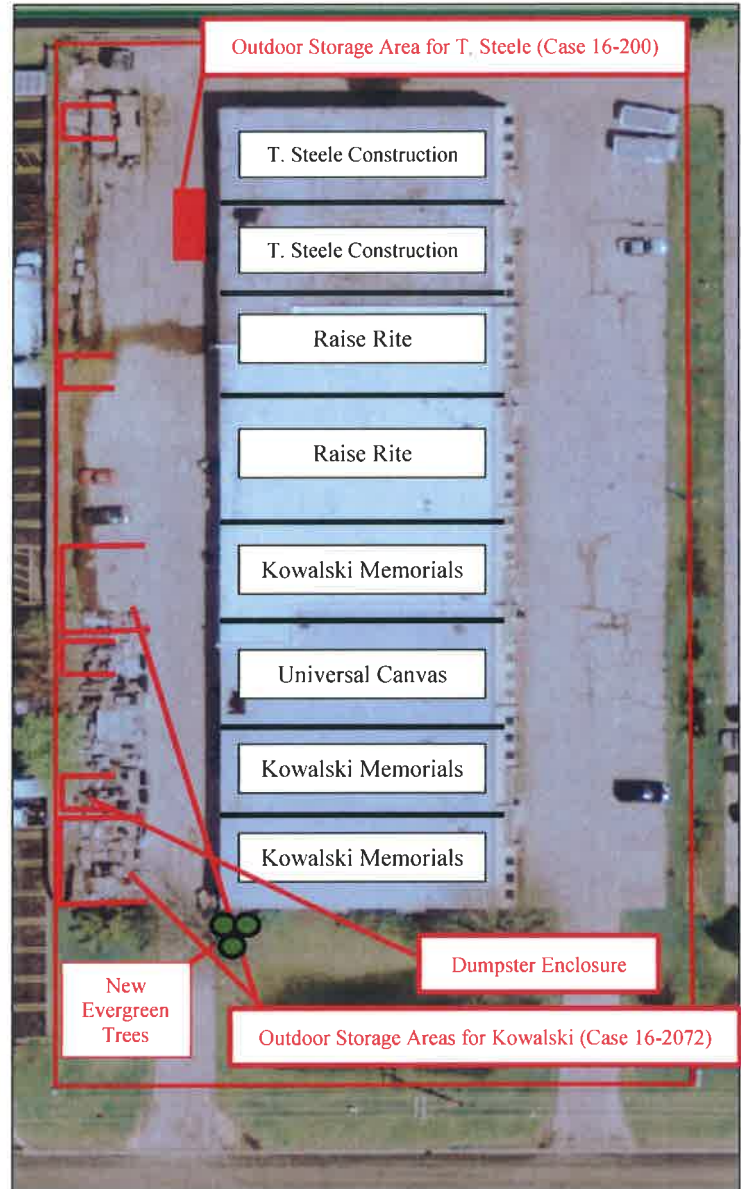 Outdoor Storage Area for T. Steele (Case 16-200)
T. Steele Construction
T. Steele Construction
Raise Rite
Raise Rite
Kowalski Memorials
Universal Canvas
Kowalski Memorials
Kowalski Memorials
Dumpster Enclosure
New
Evergreen
Trees
Outdoor Storage Areas for Kowalski (Case 16-2072)